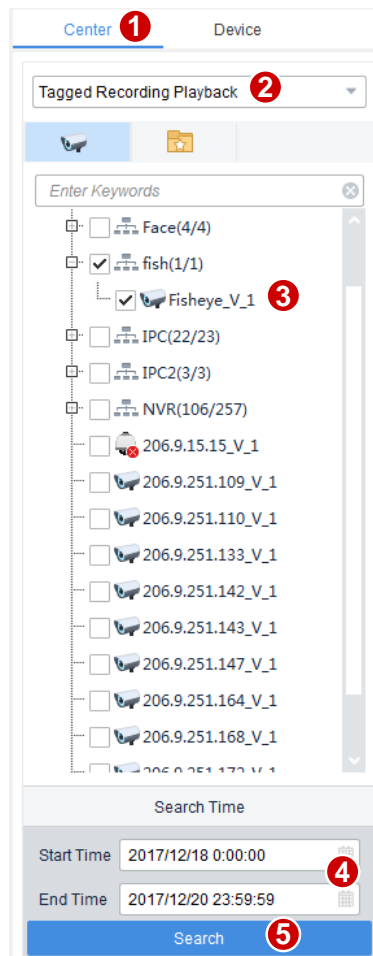 Center 1 Device
Tagged Recording Playback 2
Enter Keywords
Face(4/4)
fish(1/1)
Fisheye_V_1 3
IPC(22/23)
IPC2(3/3)
NVR(106/257)
206.9.15.15_V_1
206.9.251.109_V_1
206.9.251.110_V_1
206.9.251.133_V_1
206.9.251.142_V_1
206.9.251.143_V_1
206.9.251.147_V_1
206.9.251.164_V_1
206.9.251.168_V_1
206.9.251.172_V_1
Search Time
Start Time 2017/12/18 0:00:00
4
End Time 2017/12/20 23:59:59
Search 5